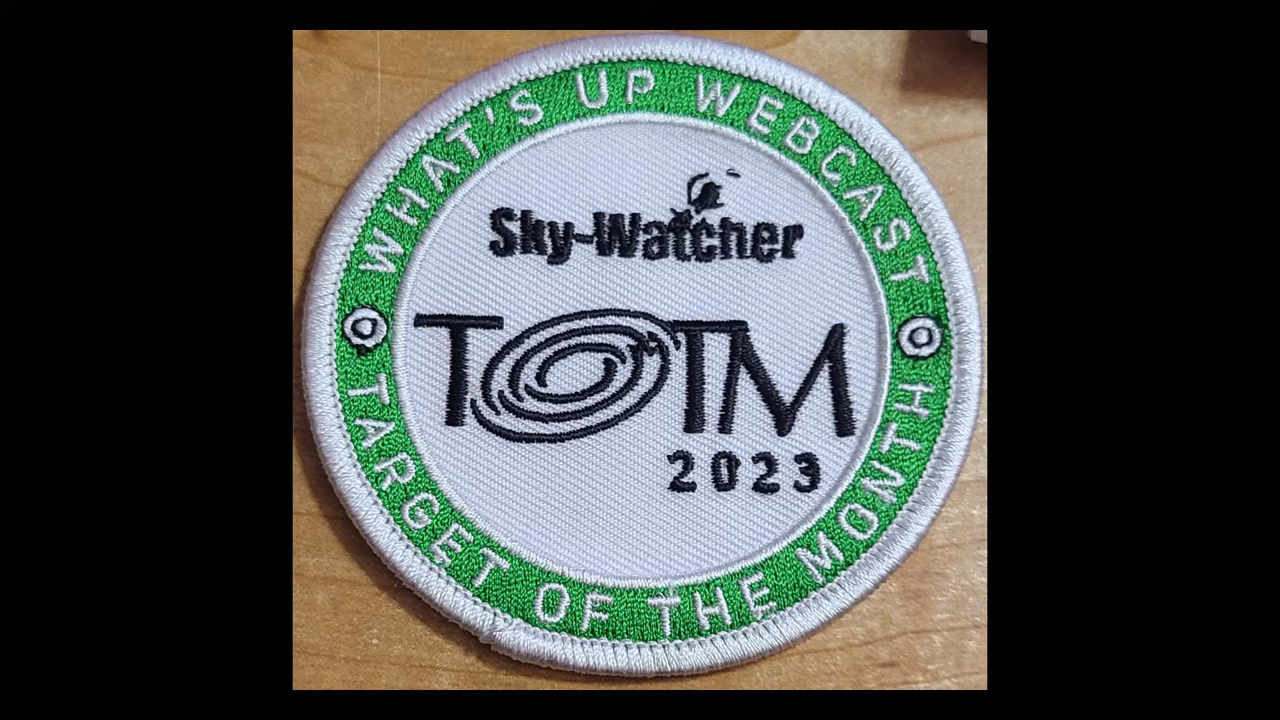 WHAT'S UP WEBCAST
Sky-Watcher
TOTM
2023
TARGET OF THE MONTH